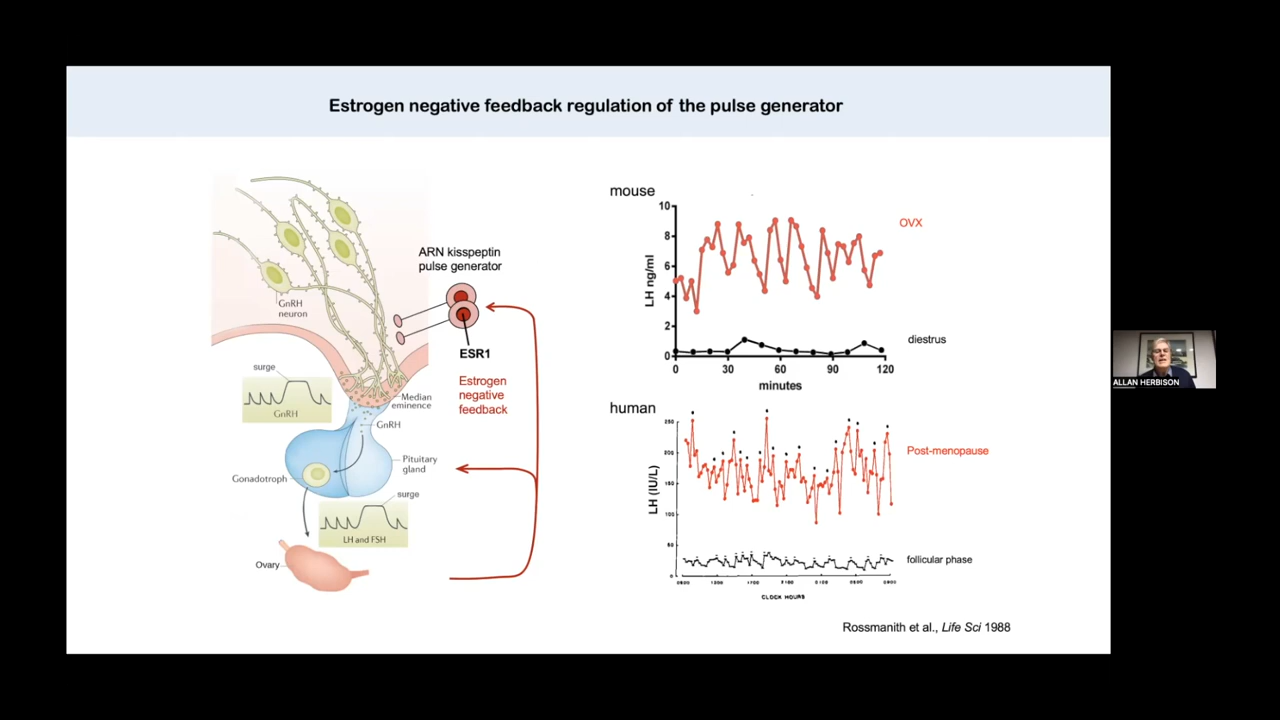 Estrogen negative feedback regulation of the pulse generator
GnRH
neuron
surge
GnRH
Median
eminence
GnRH
Pituitary
gland
Gonadotroph
surge
LH and FSH
Ovary
ARN kisspeptin
pulse generator
ESR1
Estrogen
negative
feedback
mouse
LH ng/ml
10
8
6
4
2
0
0 30 60 90 120
minutes
OVX
diestrus
human
LH (IU/L)
200
150
100
50
0
CLOCK HOURS
Post-menopause
follicular phase
Rossmanith et al., Life Sci 1988
ALLAN HERBISON